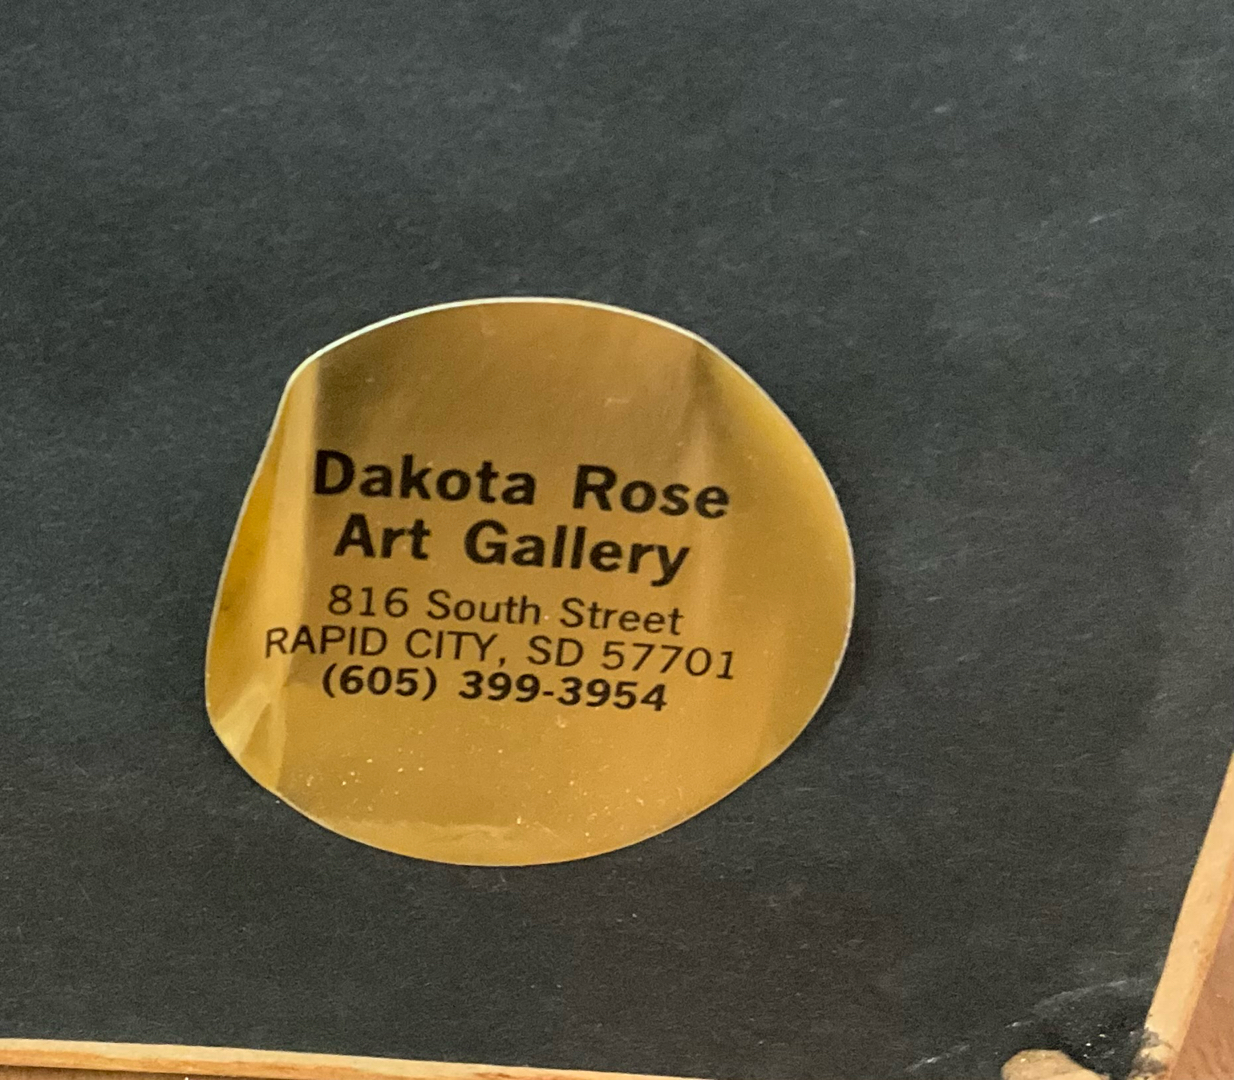 Dakota Rose
Art Gallery
816 South Street
RAPID CITY, SD 57701
(605) 399-3954